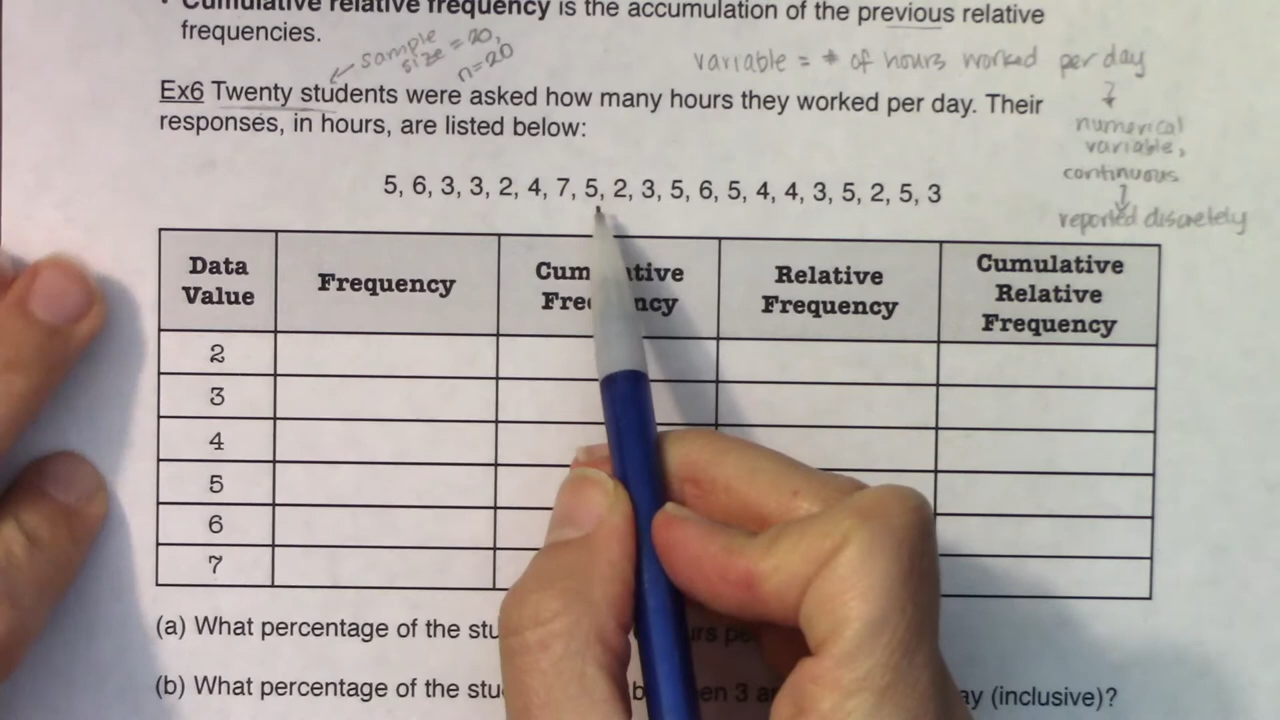 • Cumulative relative frequency is the accumulation of the previous relative
frequencies.
sample
size = 20,
n=20
variable = # of hours worked per day
Ex6 Twenty students were asked how many hours they worked per day. Their
responses, in hours, are listed below:
numerical
variable,
continuous
reported discretely
5, 6, 3, 3, 2, 4, 7, 5, 2, 3, 5, 6, 5, 4, 4, 3, 5, 2, 5, 3
Data
Value
Frequency
Relative
Frequency
Cumulative
Relative
Frequency
2
3
4
5
6
7
(a) What percentage of the
(b) What percentage of the 3 (inclusive)?